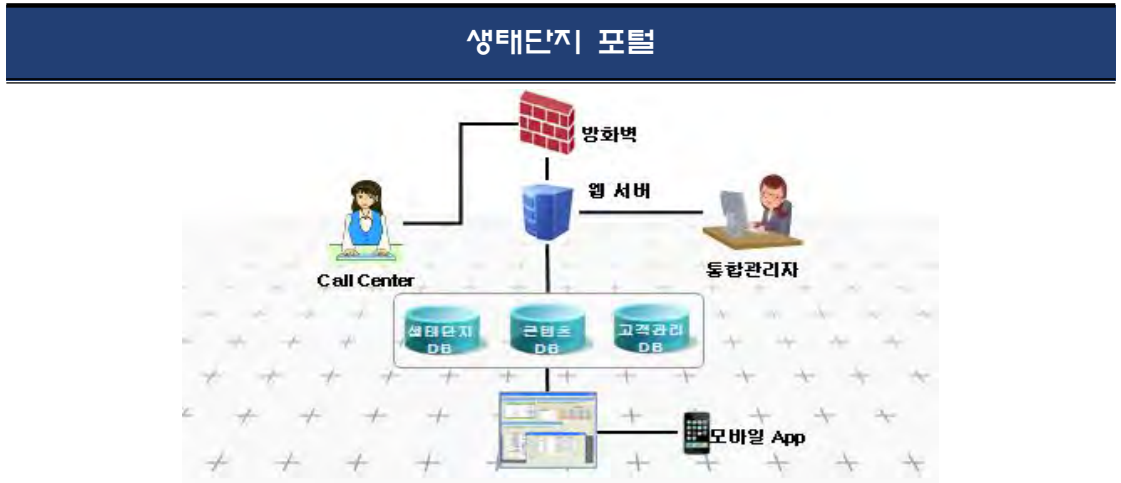 생태단지 포털
방화벽
웹 서버
Call Center
통합관리자
생태단지
DB
콘텐츠
DB
고객관리
DB
모바일 App